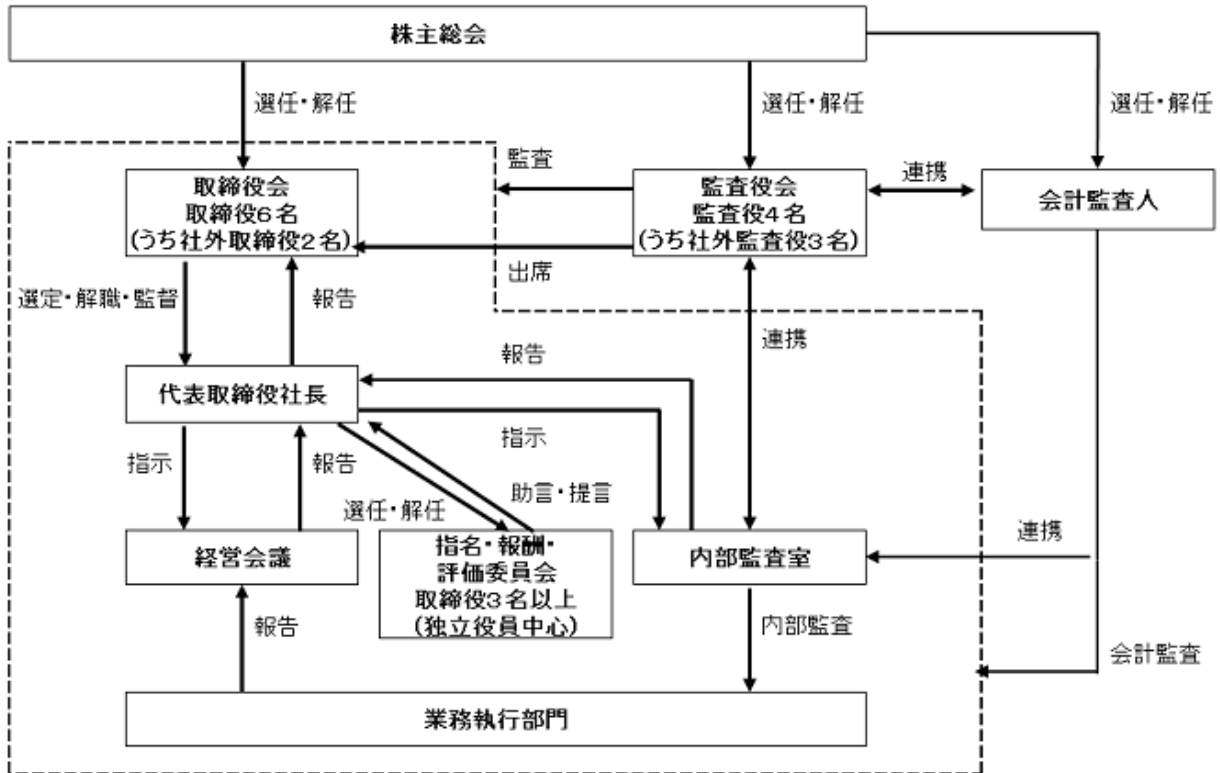 株主総会
選任・解任
選任・解任
選任・解任
監査
取締役会
取締役6名
(うち社外取締役2名)
監査役会
監査役4名
(うち社外監査役3名)
連携
会計監査人
出席
選定・解職・監督
報告
連携
報告
代表取締役社長
指示
指示
報告
助言・提言
選任・解任
経営会議
指名・報酬・
評価委員会
取締役3名以上
(独立役員中心)
内部監査室
連携
報告
内部監査
会計監査
業務執行部門